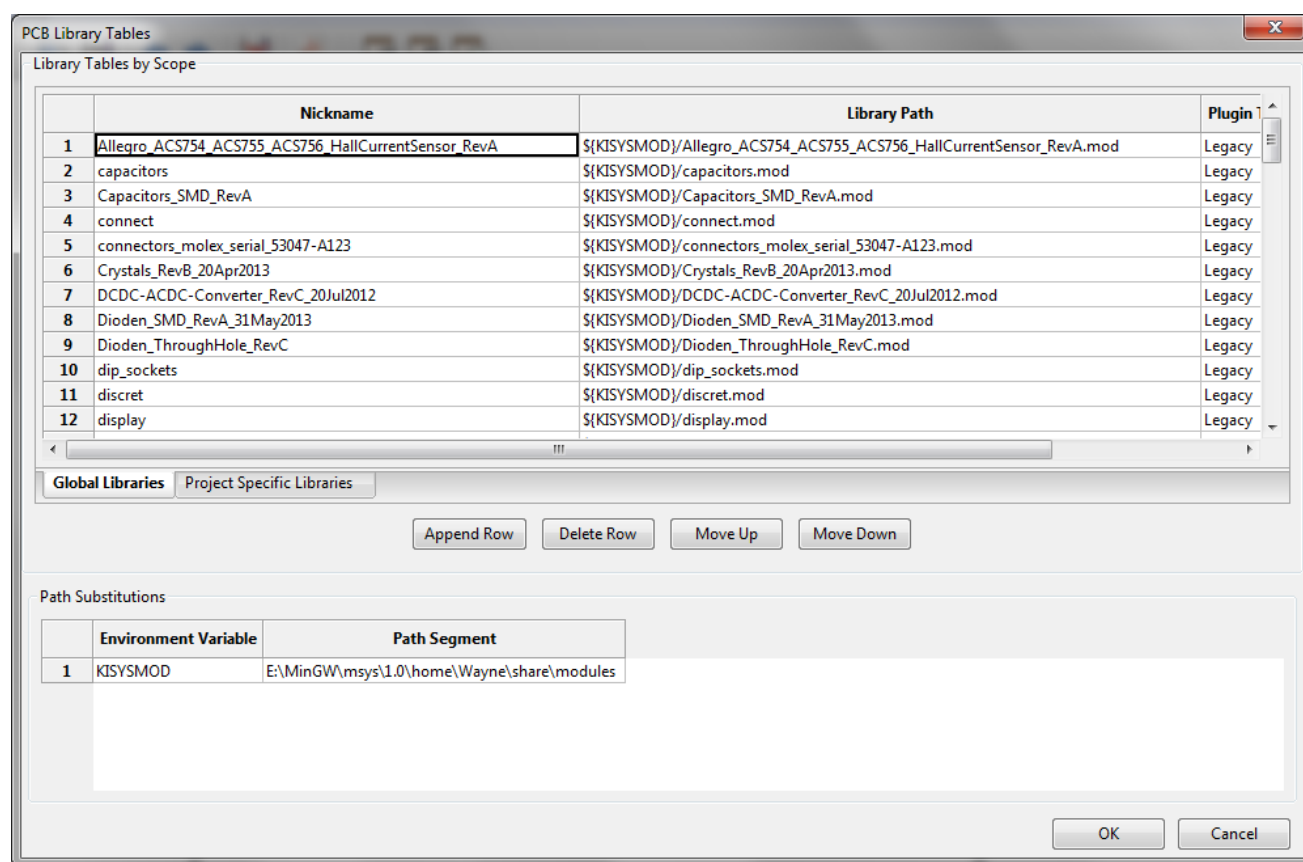 PCB Library Tables
Library Tables by Scope
Nickname Library Path Plugin
1 Allegro_ACS754_ACS755_ACS756_HallCurrentSensor_RevA ${KISYSMOD}/Allegro_ACS754_ACS755_ACS756_HallCurrentSensor_RevA.mod Legacy
2 capacitors ${KISYSMOD}/capacitors.mod Legacy
3 Capacitors_SMD_RevA ${KISYSMOD}/Capacitors_SMD_RevA.mod Legacy
4 connect ${KISYSMOD}/connect.mod Legacy
5 connectors_molex_serial_53047-A123 ${KISYSMOD}/connectors_molex_serial_53047-A123.mod Legacy
6 Crystals_RevB_20Apr2013 ${KISYSMOD}/Crystals_RevB_20Apr2013.mod Legacy
7 DCDC-ACDC-Converter_RevC_20Jul2012 ${KISYSMOD}/DCDC-ACDC-Converter_RevC_20Jul2012.mod Legacy
8 Dioden_SMD_RevA_31May2013 ${KISYSMOD}/Dioden_SMD_RevA_31May2013.mod Legacy
9 Dioden_ThroughHole_RevC ${KISYSMOD}/Dioden_ThroughHole_RevC.mod Legacy
10 dip_sockets ${KISYSMOD}/dip_sockets.mod Legacy
11 discret ${KISYSMOD}/discret.mod Legacy
12 display ${KISYSMOD}/display.mod Legacy
Global Libraries Project Specific Libraries
Append Row Delete Row Move Up Move Down
Path Substitutions
Environment Variable Path Segment
1 KISYSMOD E:\MinGW\msys\1.0\home\Wayne\share\modules
OK Cancel